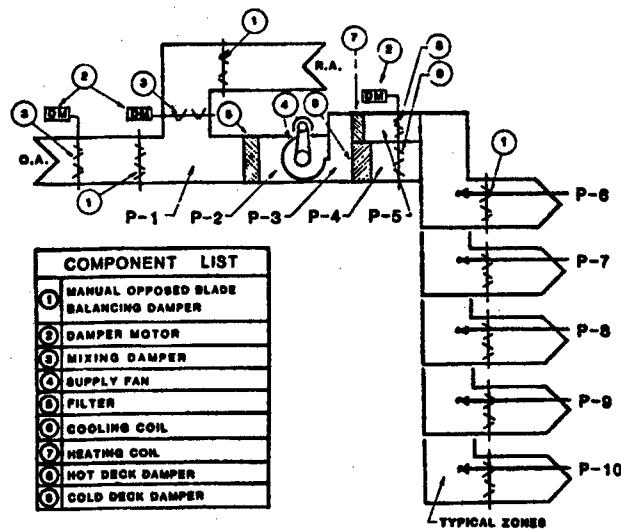 1
7
2
8
9
R.A.
DM
2
3
DM
DM
3
5
4
6
O.A.
1
1
P-1
P-2
P-3
P-4
P-5
P-6
P-7
P-8
P-9
P-10
TYPICAL ZONES
COMPONENT LIST
1 MANUAL OPPOSED BLADE
BALANCING DAMPER
2 DAMPER MOTOR
3 MIXING DAMPER
4 SUPPLY FAN
5 FILTER
6 COOLING COIL
7 HEATING COIL
8 HOT DECK DAMPER
9 COLD DECK DAMPER